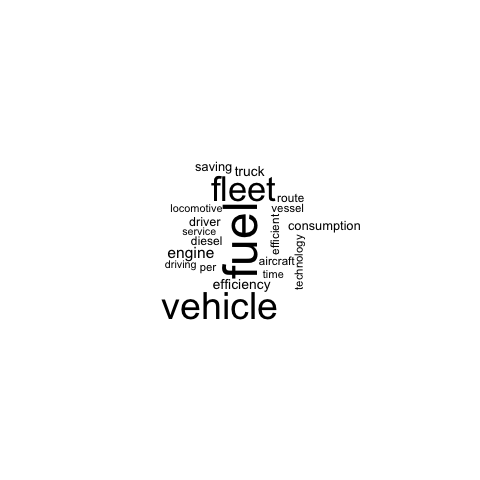 saving
truck
fleet
route
locomotive
vessel
driver
consumption
service
diesel
fuel
efficient
engine
aircraft
technology
driving
per
time
efficiency
vehicle